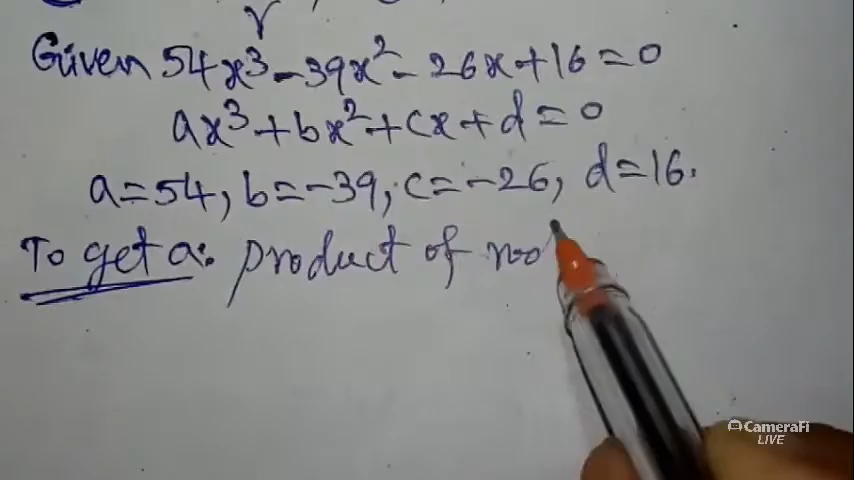 r
Given 54x³ - 39x² - 26x + 16 = 0
ax³ + bx² + cx + d = 0
a = 54, b = -39, c = -26, d = 16.
To get a: product of roo
CameraFi
LIVE